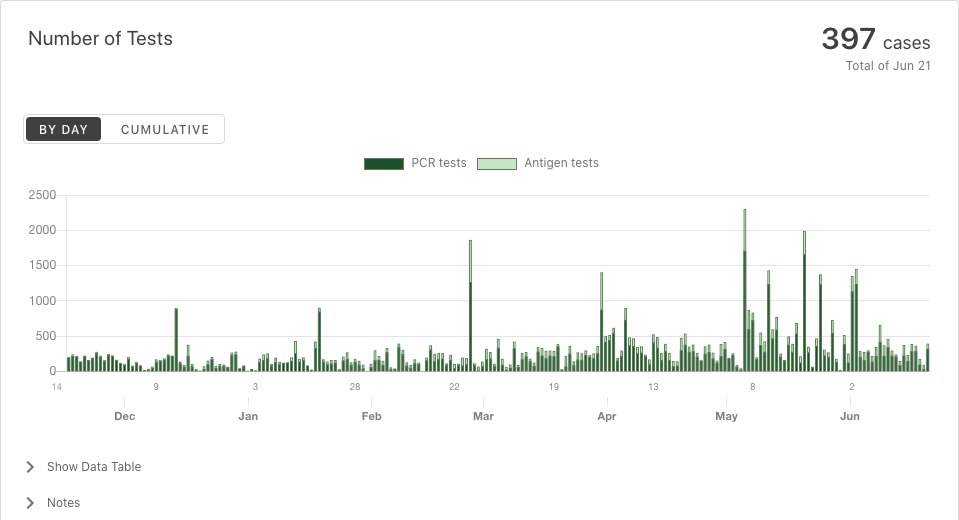 Number of Tests
397 cases
Total of Jun 21
BY DAY CUMULATIVE
PCR tests Antigen tests
2500
2000
1500
1000
500
0
14 9 3 28 22 19 13 8 2
Dec Jan Feb Mar Apr May Jun
Show Data Table
Notes